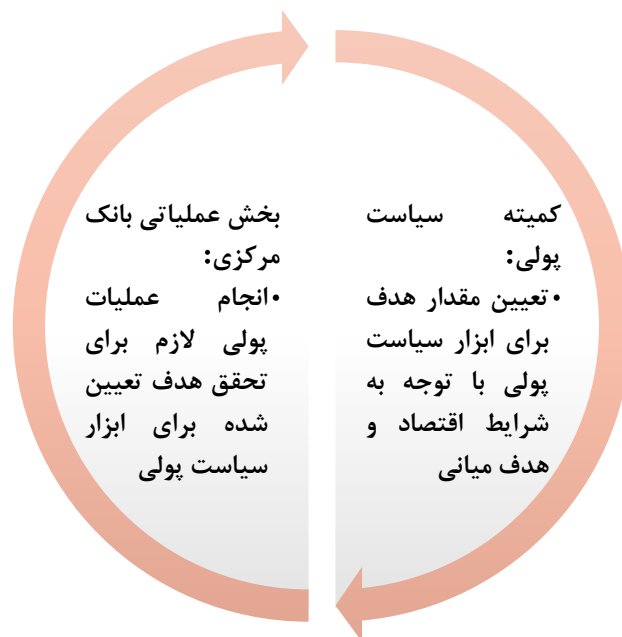 کمیته سیاست
پولی:
•تعیین مقدار هدف
برای ابزار سیاست
پولی با توجه به
شرایط اقتصاد و
هدف میانی
بخش عملیاتی بانک
مرکزی:
•انجام عملیات
پولی لازم برای
تحقق هدف تعیین
شده برای ابزار
سیاست پولی